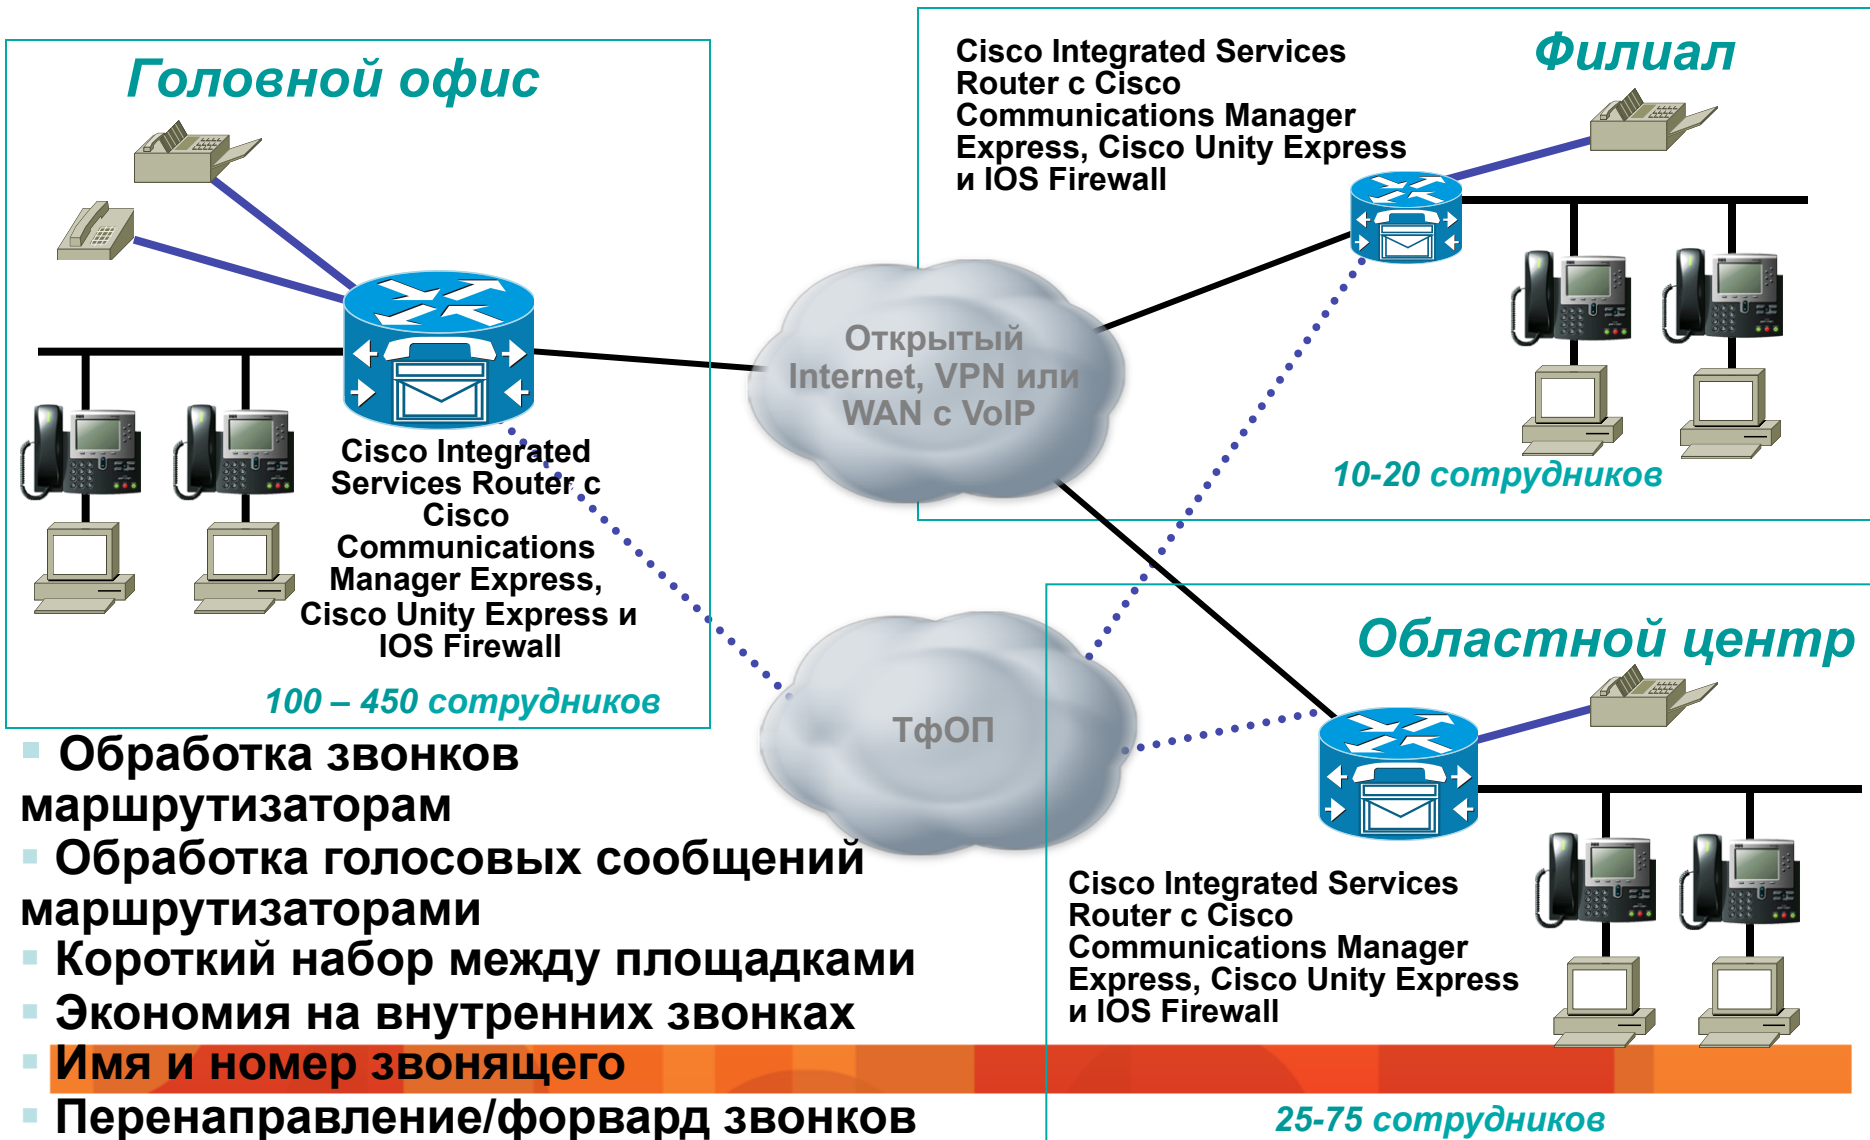 Головной офис
Cisco Integrated
Services Router с
Cisco
Communications
Manager Express,
Cisco Unity Express и
IOS Firewall
100 – 450 сотрудников
Cisco Integrated Services
Router с Cisco
Communications Manager
Express, Cisco Unity Express
и IOS Firewall
Филиал
10-20 сотрудников
Открытый
Internet, VPN или
WAN с VoIP
ТфОП
Областной центр
Cisco Integrated Services
Router с Cisco
Communications Manager
Express, Cisco Unity Express
и IOS Firewall
25-75 сотрудников
Обработка звонков
маршрутизаторам
Обработка голосовых сообщений
маршрутизаторами
Короткий набор между площадками
Экономия на внутренних звонках
Имя и номер звонящего
Перенаправление/форвард звонков